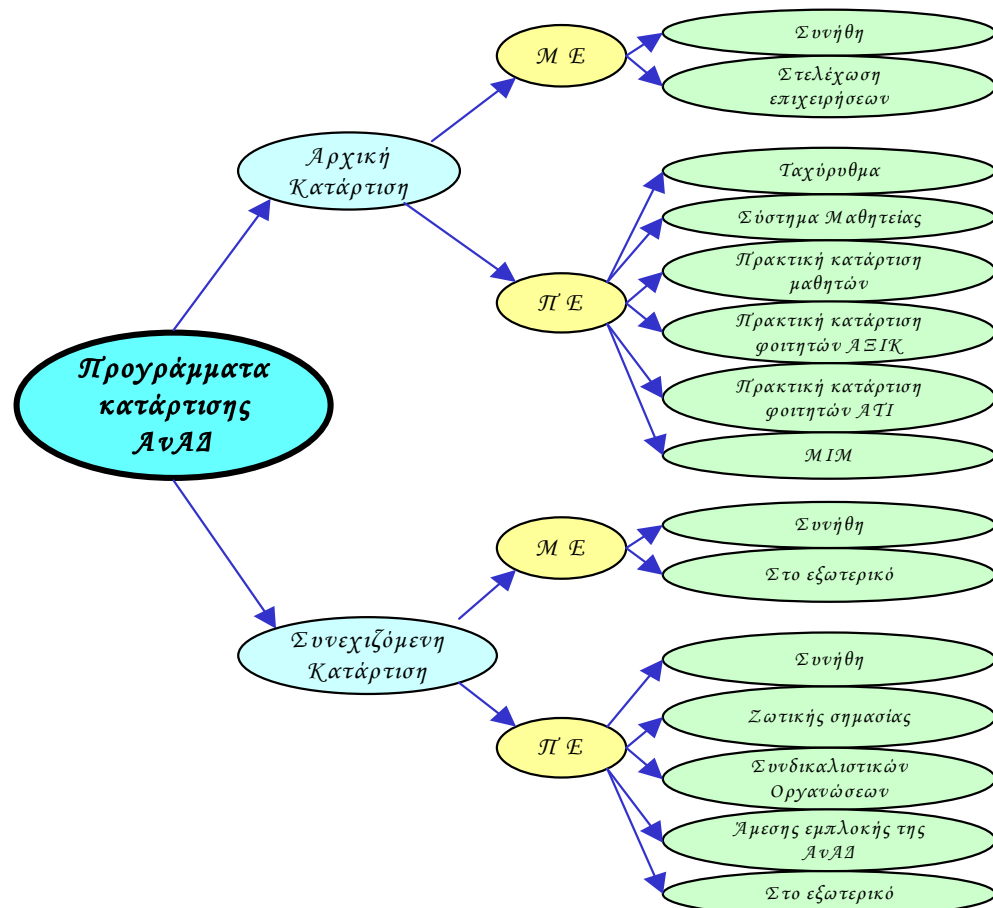 Συνήθη
Μ Ε
Στελέχωση
επιχειρήσεων
Αρχική
Κατάρτιση
Ταχύρυθμα
Σύστημα Μαθητείας
Πρακτική κατάρτιση
μαθητών
Π Ε
Πρακτική κατάρτιση
φοιτητών ΑΞΙΚ
Πρακτική κατάρτιση
φοιτητών ΑΤΙ
ΜΙΜ
Προγράμματα
κατάρτισης
ΑνΑΔ
Συνήθη
Μ Ε
Στο εξωτερικό
Συνεχιζόμενη
Κατάρτιση
Συνήθη
Ζωτικής σημασίας
Π Ε
Συνδικαλιστικών
Οργανώσεων
Άμεσης εμπλοκής της
ΑνΑΔ
Στο εξωτερικό